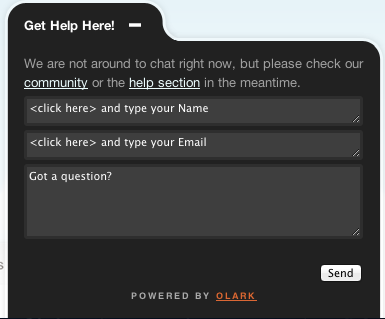 Get Help Here!
We are not around to chat right now, but please check our
community or the help section in the meantime.
<click here> and type your Name
<click here> and type your Email
Got a question?
s
Send
POWERED BY OLARK